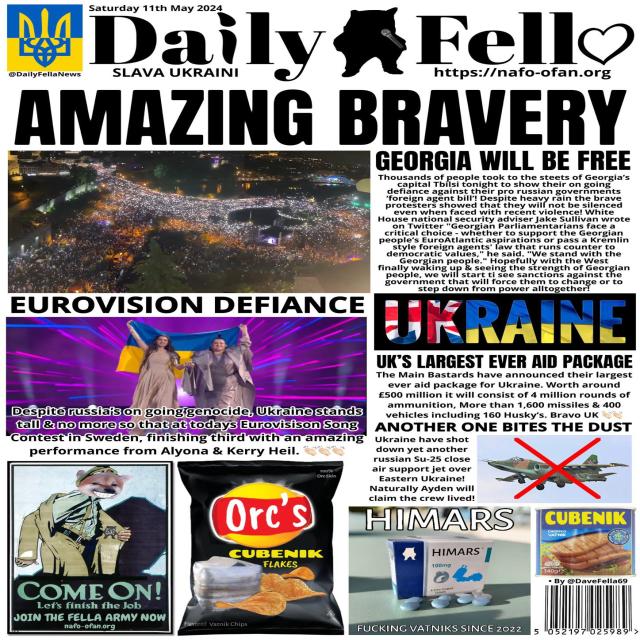 Saturday 11th May 2024
Daily Fella
@DailyFellaNews
SLAVA UKRAINI
https://nafo-ofan.org
AMAZING BRAVERY
GEORGIA WILL BE FREE
Thousands of people took to the steets of Georgia's
capital Tbilsi tonight to show their on going
defiance against their pro russian governments
'foreign agent bill'! Despite heavy rain the brave
protesters showed that they will not be silenced
even when faced with recent violence! White
House national security adviser Jake Sullivan wrote
on Twitter "Georgian Parliamentarians face a
critical choice - whether to support the Georgian
people's EuroAtlantic aspirations or pass a Kremlin
style foreign agents' law that runs counter to
democratic values," he said. "We stand with the
Georgian people." Hopefully with the West
finally waking up & seeing the strength of Georgian
people, we will start ti see sanctions against the
government that will force them to change or to
step down from power altogether!
EUROVISION DEFIANCE
Despite russia's on going genocide, Ukraine stands
tall & no more so that at todays Eurovisison Song
Contest in Sweden, finishing third with an amazing
performance from Alyona & Kerry Heil. 👏🏻👏🏻👏🏻👏🏻
UKRAINE
UK'S LARGEST EVER AID PACKAGE
The Main Bastards have announced their largest
ever aid package for Ukraine. Worth around
£500 million it will consist of 4 million rounds of
ammunition, More than 1,600 missiles & 400
vehicles including 160 Husky's. Bravo UK 👏🏻👏🏻
ANOTHER ONE BITES THE DUST
Ukraine have shot
down yet another
russian Su-25 close
air support jet over
Eastern Ukraine!
Naturally Ayden will
claim the crew lived!
COME ON!
Let's finish the Job
JOIN THE FELLA ARMY NOW
nafo-ofan.org
Orc's
CUBENIK
FLAKES
Vatnik Chips
HIMARS
HIMARS
100mg
FUCKING VATNIKS SINCE 2022
CUBENIK
VATNIK
• By @DaveFella69
5 052197 025989 >